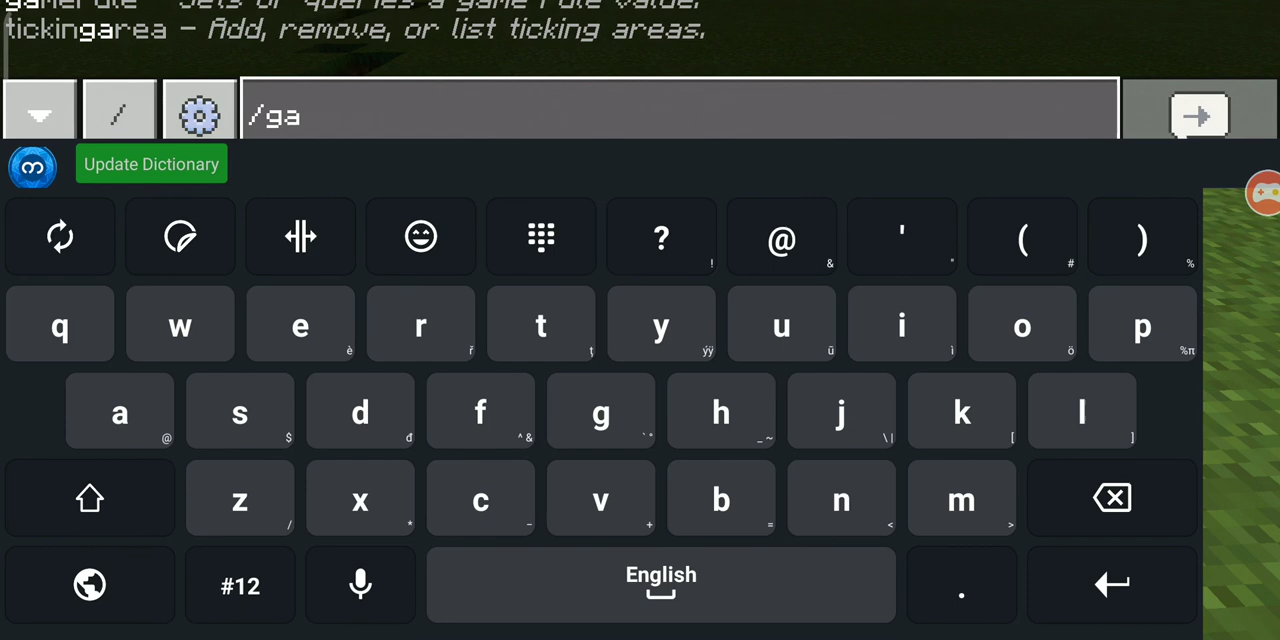 gamerule – Sets or queries a game rule value.
tickingarea – Add, remove, or list ticking areas.
/ /ga
Update Dictionary
? ! @ & ' " ( # ) %
q w e è r ř t ţ y ýÿ u ū i ì o ö p %π
a @ s $ d đ f ^ & g ` ° h _ ~ j \ | k [ l ]
z / x * c - v + b = n < m >
#12 English .